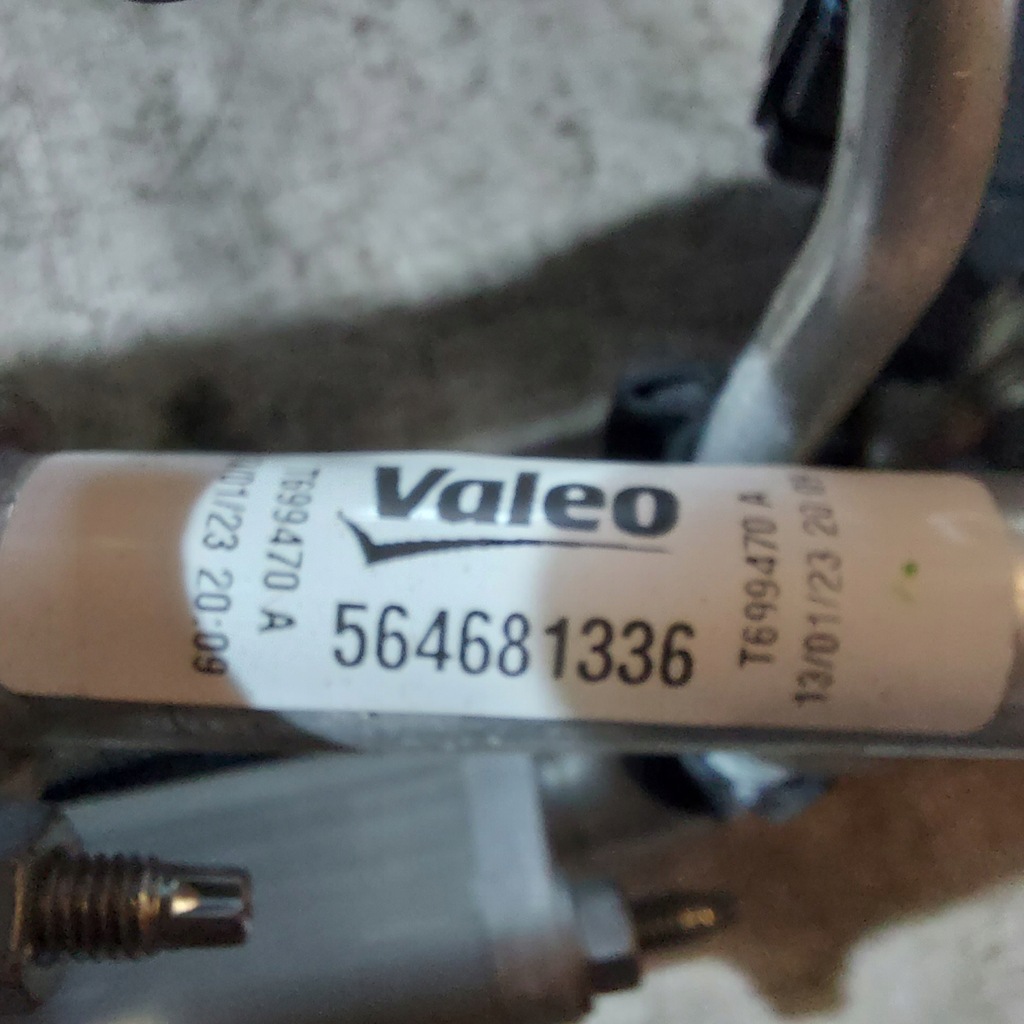 Valeo
564681336
T699470 A
13/01/23 20:09
T699470 A
/01/23 20:09